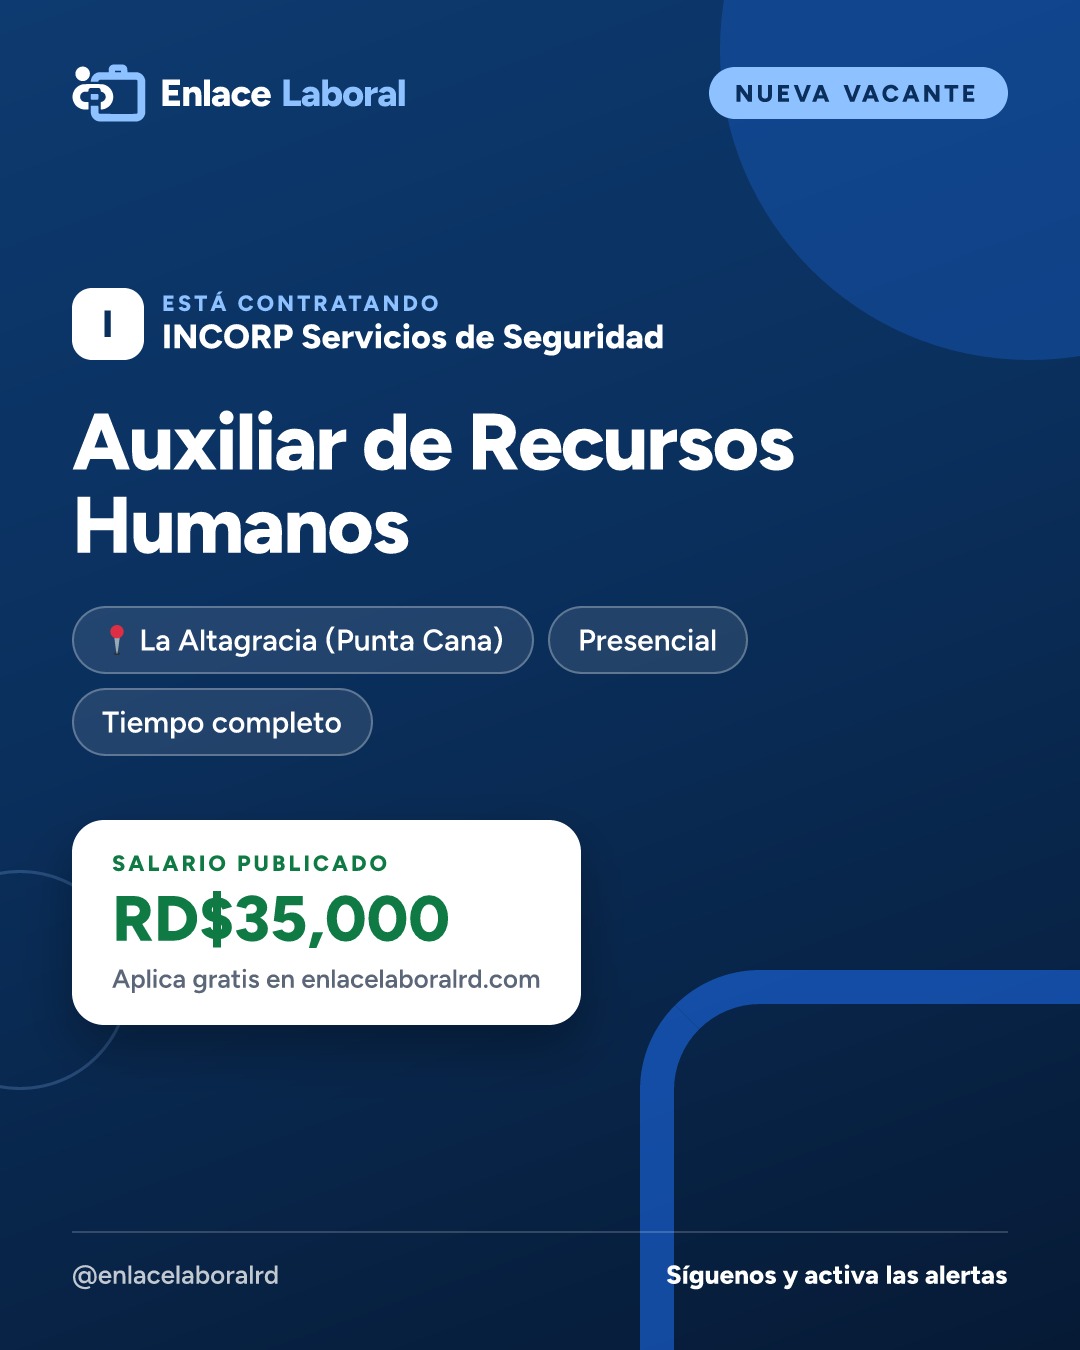 Enlace Laboral
NUEVA VACANTE
I
ESTÁ CONTRATANDO
INCORP Servicios de Seguridad
Auxiliar de Recursos
Humanos
📍 La Altagracia (Punta Cana)
Presencial
Tiempo completo
SALARIO PUBLICADO
RD$35,000
Aplica gratis en enlacelaboralrd.com
@enlacelaboralrd
Síguenos y activa las alertas